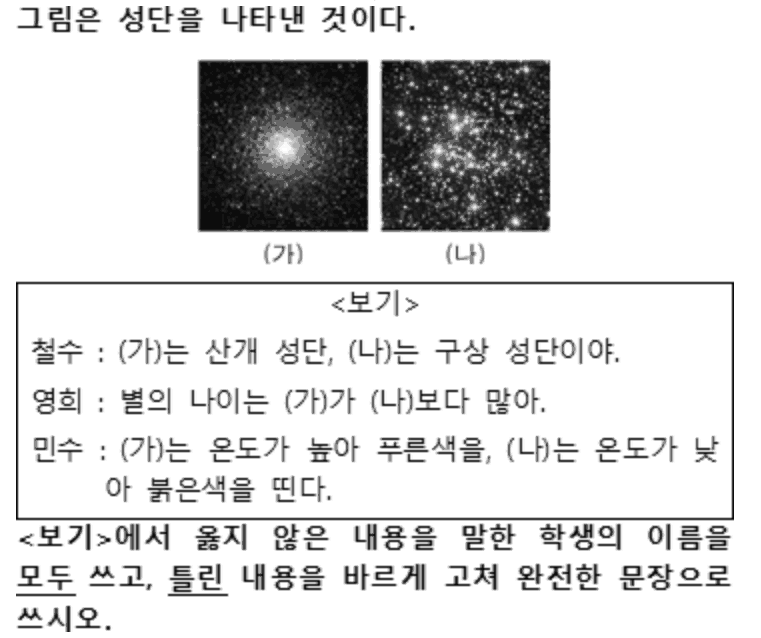 그림은 성단을 나타낸 것이다.
(가) (나)
<보기>
철수 : (가)는 산개 성단, (나)는 구상 성단이야.
영희 : 별의 나이는 (가)가 (나)보다 많아.
민수 : (가)는 온도가 높아 푸른색을, (나)는 온도가 낮
아 붉은색을 띤다.
<보기>에서 옳지 않은 내용을 말한 학생의 이름을
모두 쓰고, 틀린 내용을 바르게 고쳐 완전한 문장으로
쓰시오.